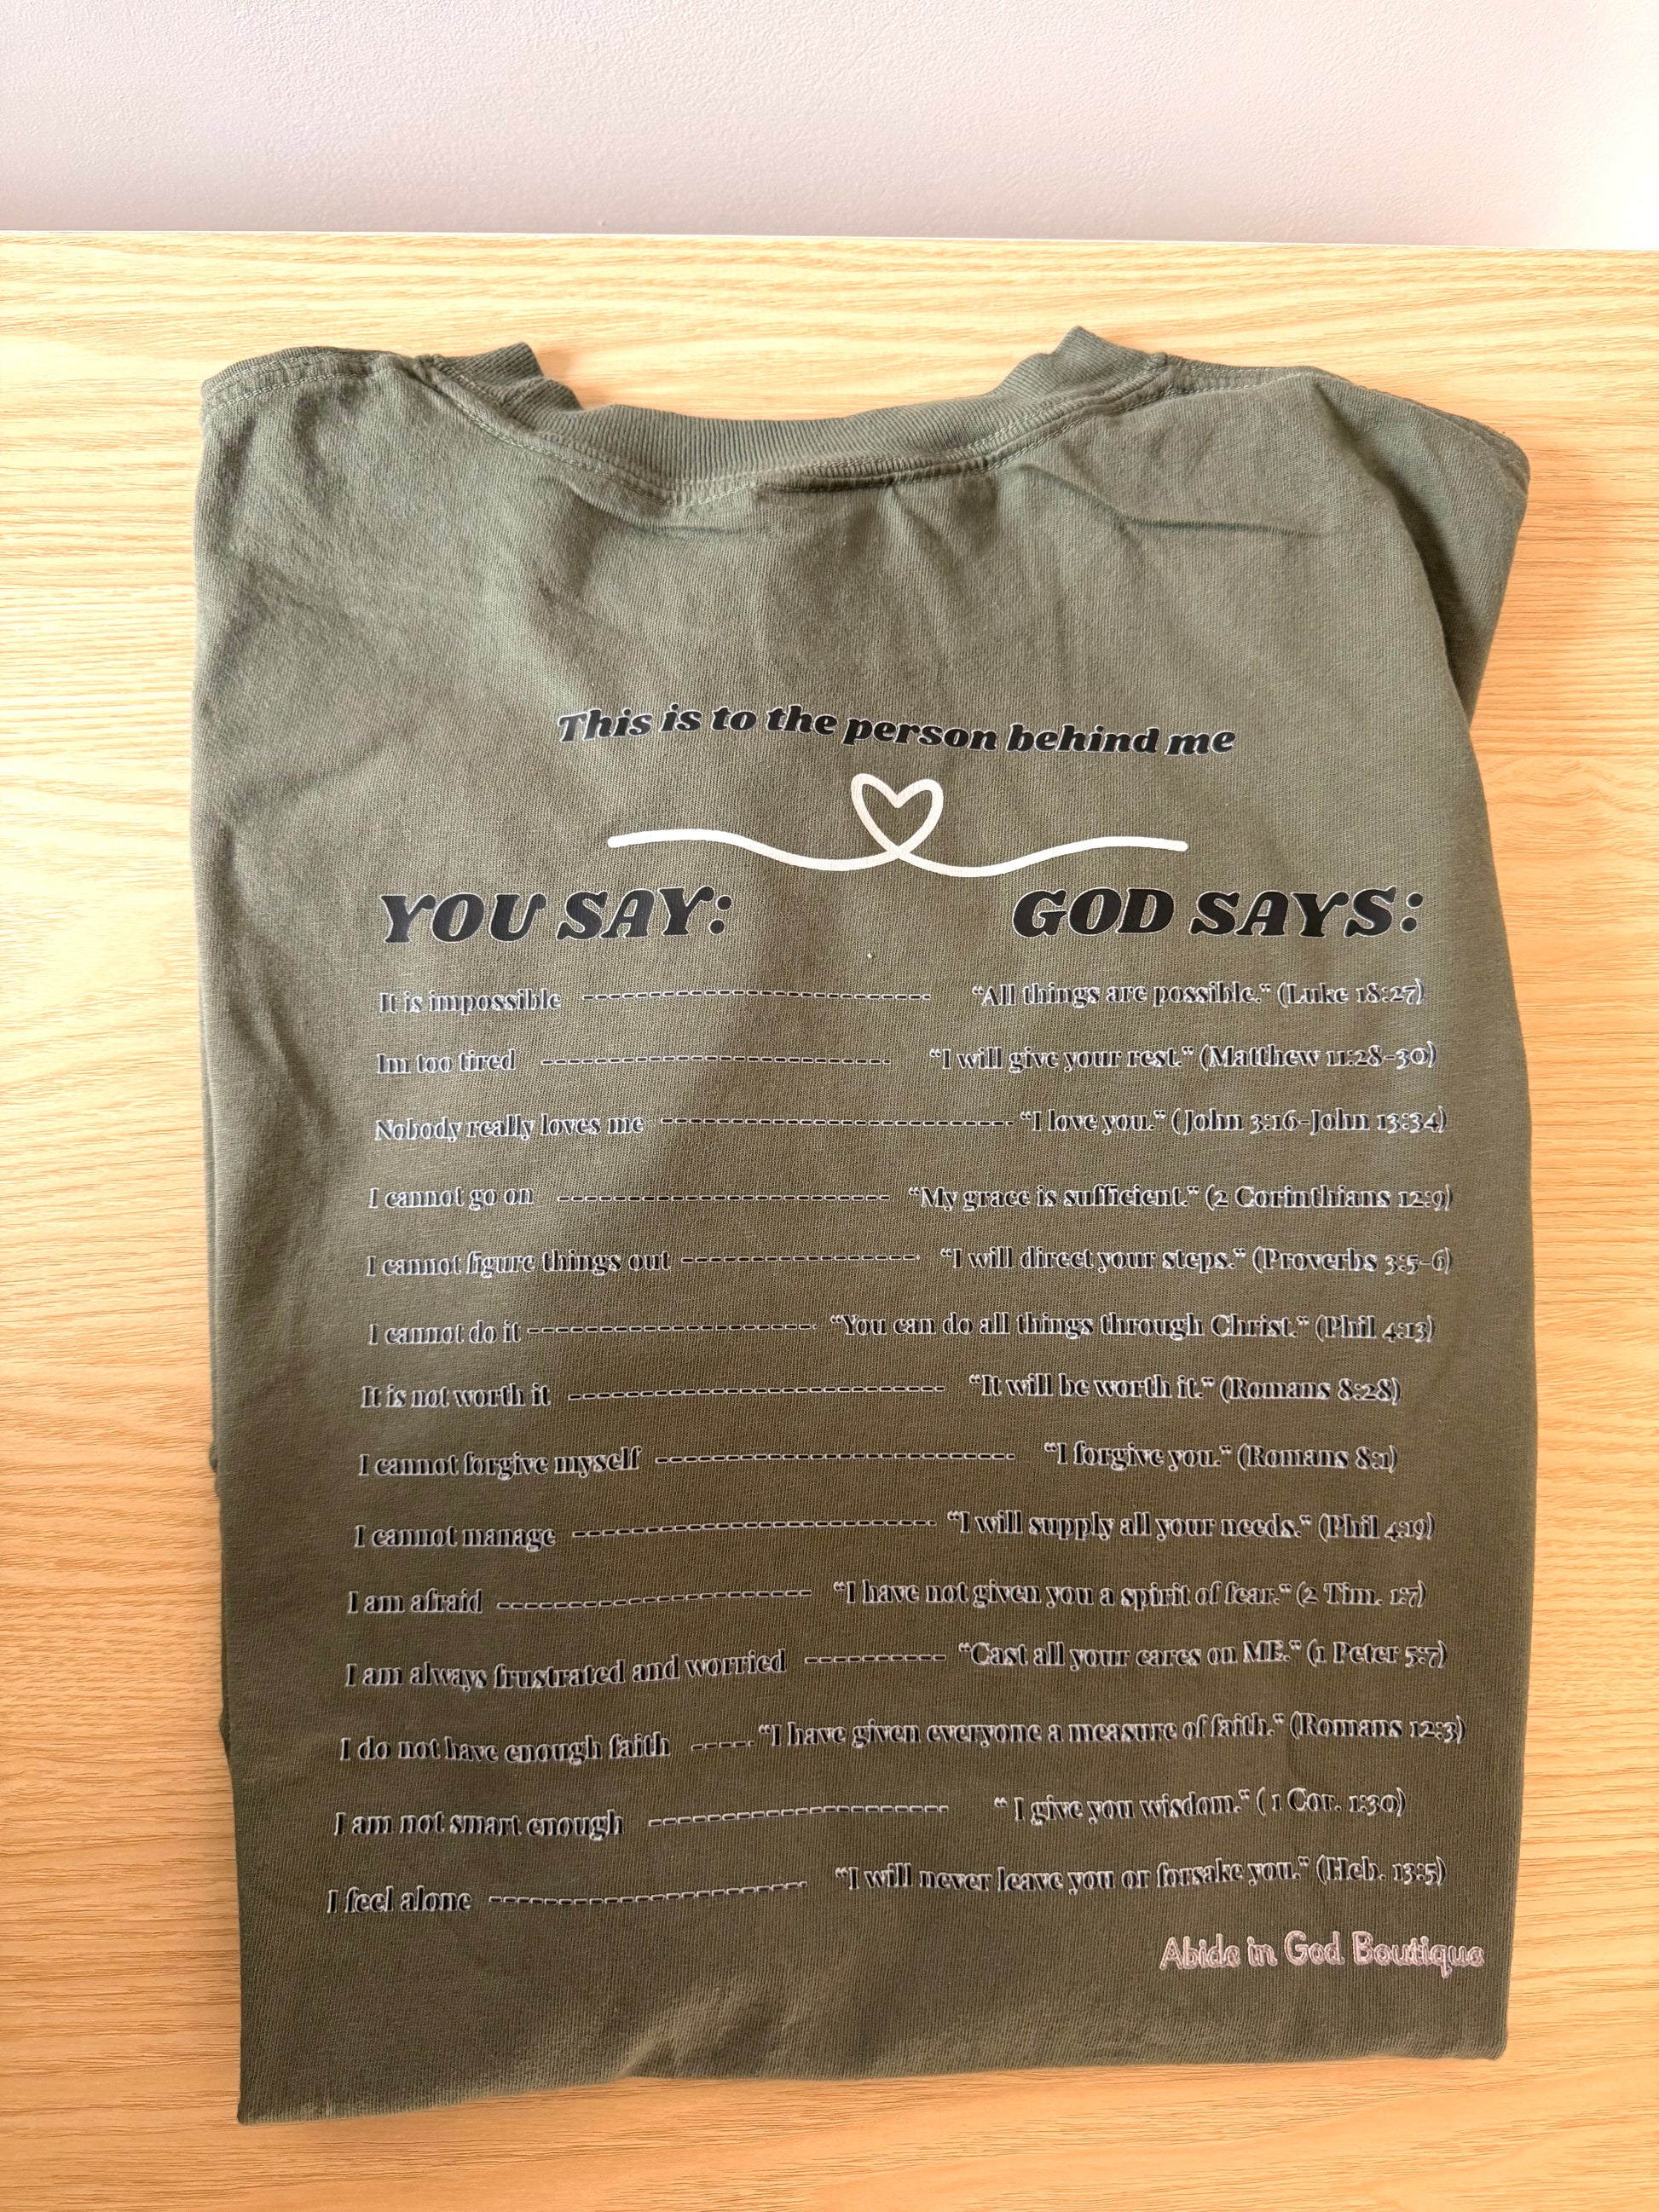 This is to the person behind me
YOU SAY: GOD SAYS:
It is impossible -------------------------- “All things are possible.” (Luke 18:27)
Im too tired -------------------------- “I will give your rest.” (Matthew 11:28-30)
Nobody really loves me -------------------------- “I love you.” (John 3:16-John 13:34)
I cannot go on ------------------------- “My grace is sufficient.” (2 Corinthians 12:9)
I cannot figure things out ------------------ “I will direct your steps.” (Proverbs 3:5-6)
I cannot do it ---------------------- “You can do all things through Christ.” (Phil 4:13)
It is not worth it ---------------------------- “It will be worth it.” (Romans 8:28)
I cannot forgive myself --------------------------- “I forgive you.” (Romans 8:1)
I cannot manage --------------------------- “I will supply all your needs.” (Phil 4:19)
I am afraid ----------------------- “I have not given you a spirit of fear.” (2 Tim. 1:7)
I am always frustrated and worried ---------- “Cast all your cares on ME.” (1 Peter 5:7)
I do not have enough faith ----- “I have given everyone a measure of faith.” (Romans 12:3)
I am not smart enough ---------------------- “ I give you wisdom.” ( 1 Cor. 1:30)
I feel alone ----------------------- “I will never leave you or forsake you.” (Heb. 13:5)
Abide in God Boutique